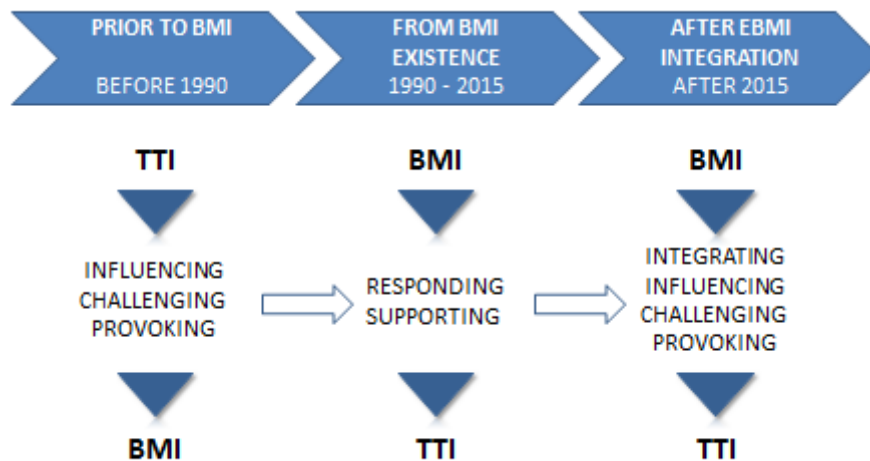 PRIOR TO BMI
BEFORE 1990
FROM BMI
EXISTENCE
1990 - 2015
AFTER EBMI
INTEGRATION
AFTER 2015
TTI
INFLUENCING
CHALLENGING
PROVOKING
BMI
BMI
RESPONDING
SUPPORTING
TTI
BMI
INTEGRATING
INFLUENCING
CHALLENGING
PROVOKING
TTI